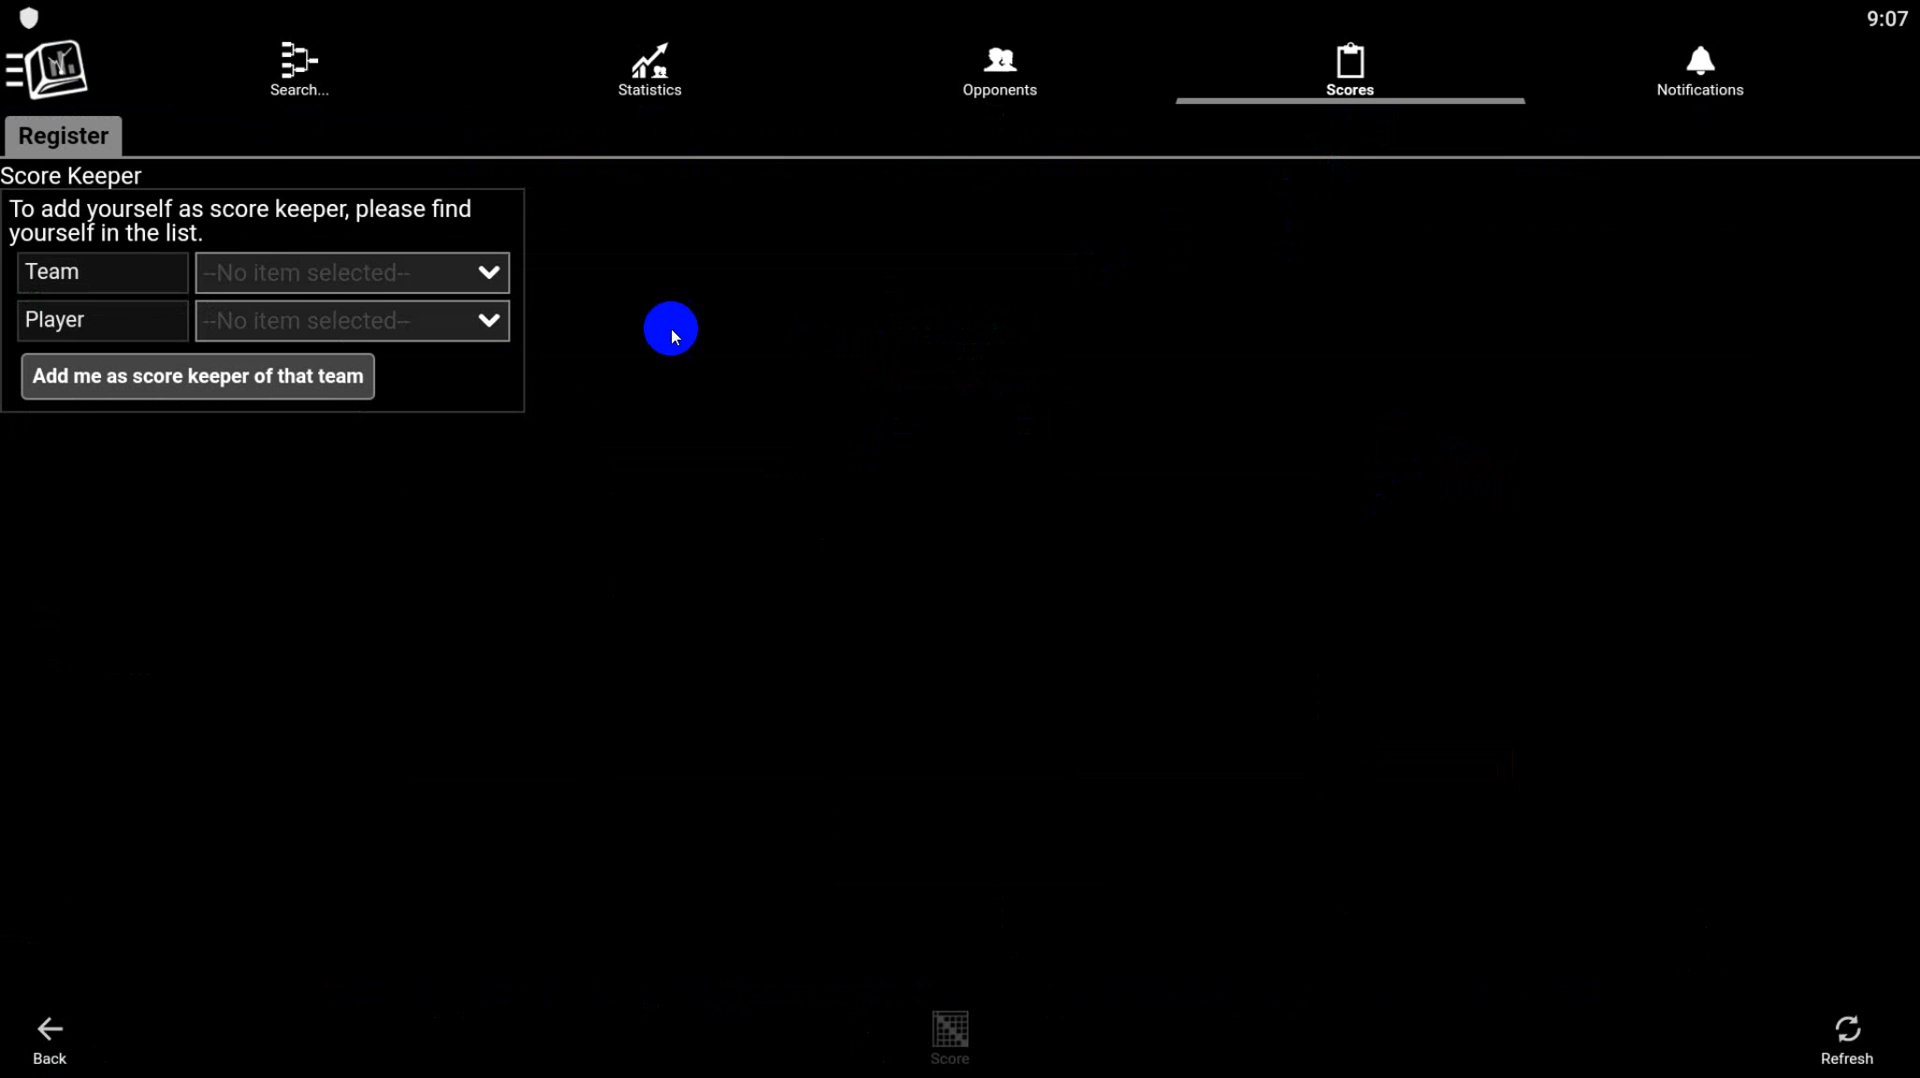 9:07
Search...
Statistics
Opponents
Scores
Notifications
Register
Score Keeper
To add yourself as score keeper, please find
yourself in the list.
Team
--No item selected--
Player
--No item selected--
Add me as score keeper of that team
Back
Score
Refresh